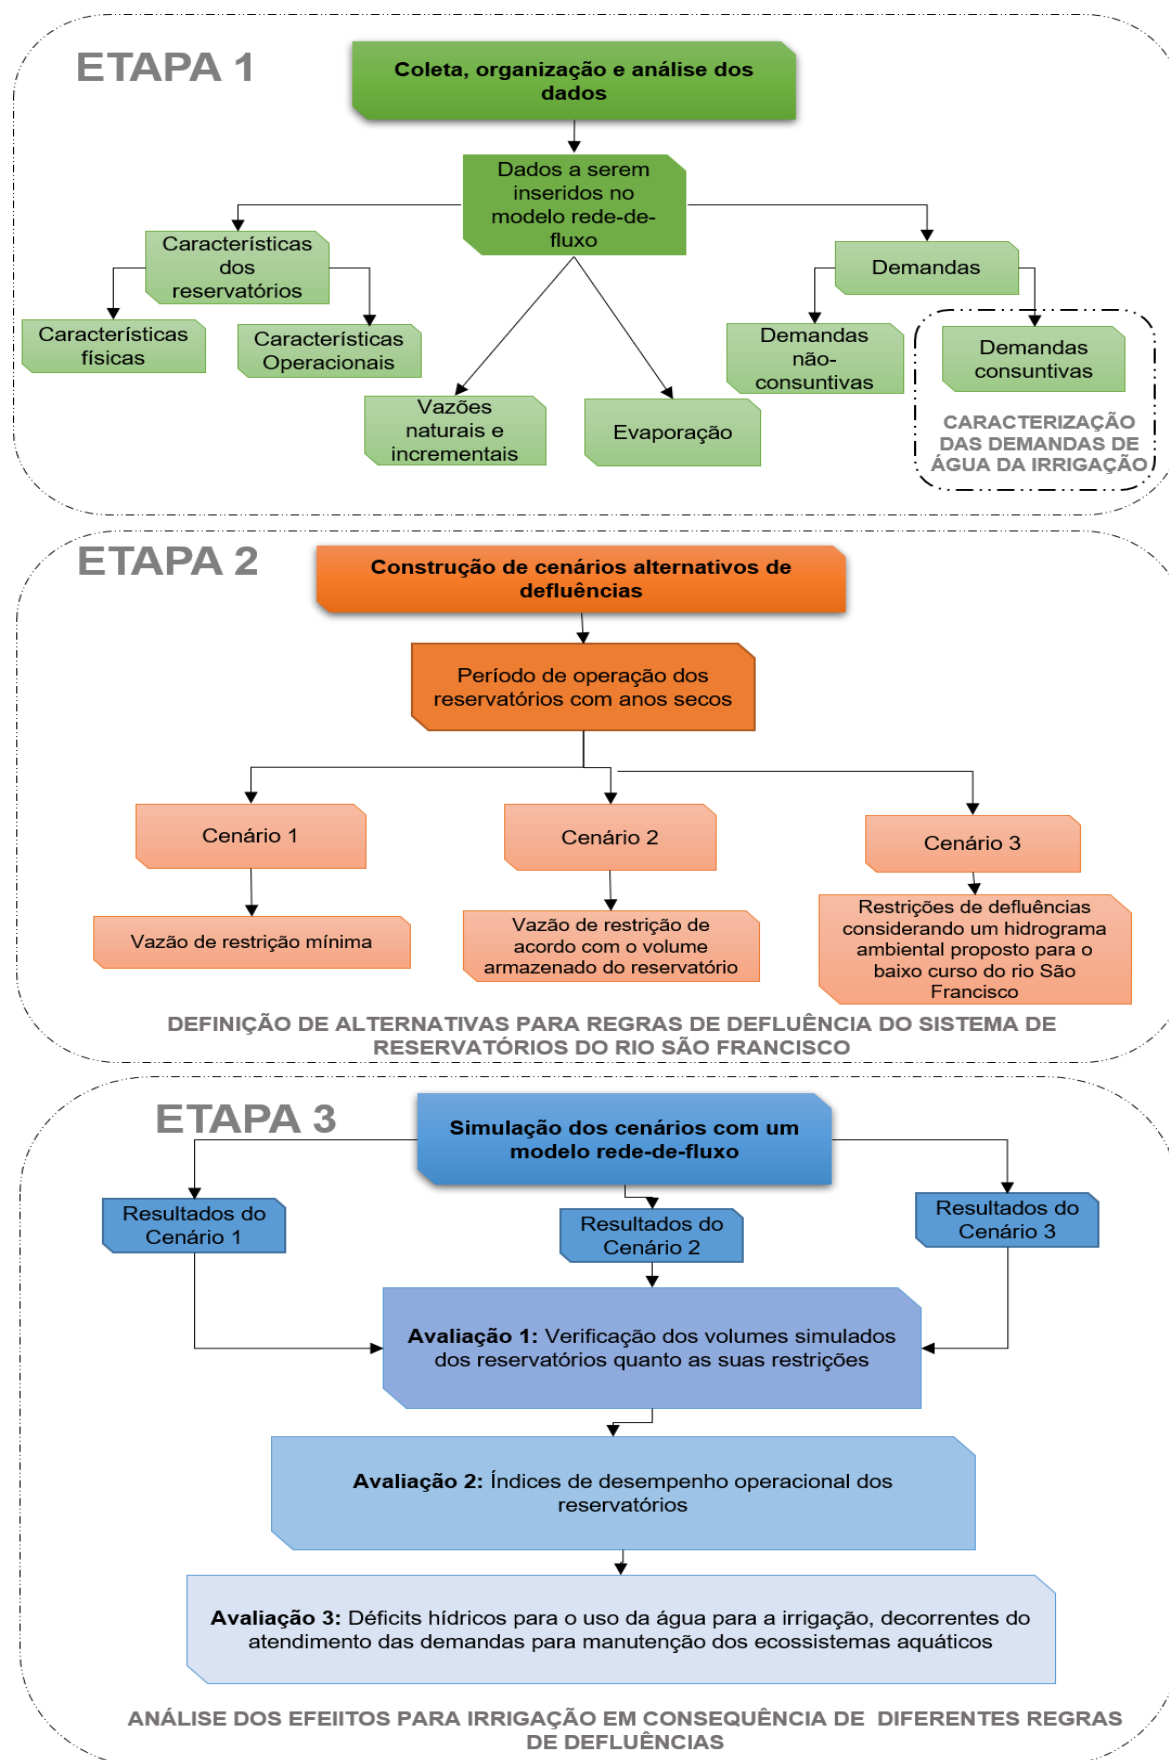 ETAPA 1
Coleta, organização e análise dos
dados
Dados a serem
inseridos no
modelo rede-de-
fluxo
Características
dos
reservatórios
Demandas
Características
físicas
Características
Operacionais
Demandas
não-
consuntivas
Demandas
consuntivas
Vazões
naturais e
incrementais
Evaporação
CARACTERIZAÇÃO
DAS DEMANDAS DE
ÁGUA DA IRRIGAÇÃO
ETAPA 2
Construção de cenários alternativos de
defluências
Período de operação dos
reservatórios com anos secos
Cenário 1
Cenário 2
Cenário 3
Vazão de restrição mínima
Vazão de restrição de
acordo com o volume
armazenado do reservatório
Restrições de defluências
considerando um hidrograma
ambiental proposto para o
baixo curso do rio São
Francisco
DEFINIÇÃO DE ALTERNATIVAS PARA REGRAS DE DEFLUÊNCIA DO SISTEMA DE
RESERVATÓRIOS DO RIO SÃO FRANCISCO
ETAPA 3
Simulação dos cenários com um
modelo rede-de-fluxo
Resultados do
Cenário 1
Resultados do
Cenário 2
Resultados do
Cenário 3
Avaliação 1: Verificação dos volumes simulados
dos reservatórios quanto as suas restrições
Avaliação 2: Índices de desempenho operacional dos
reservatórios
Avaliação 3: Déficits hídricos para o uso da água para a irrigação, decorrentes do
atendimento das demandas para manutenção dos ecossistemas aquáticos
ANÁLISE DOS EFEIITOS PARA IRRIGAÇÃO EM CONSEQUÊNCIA DE DIFERENTES REGRAS
DE DEFLUÊNCIAS